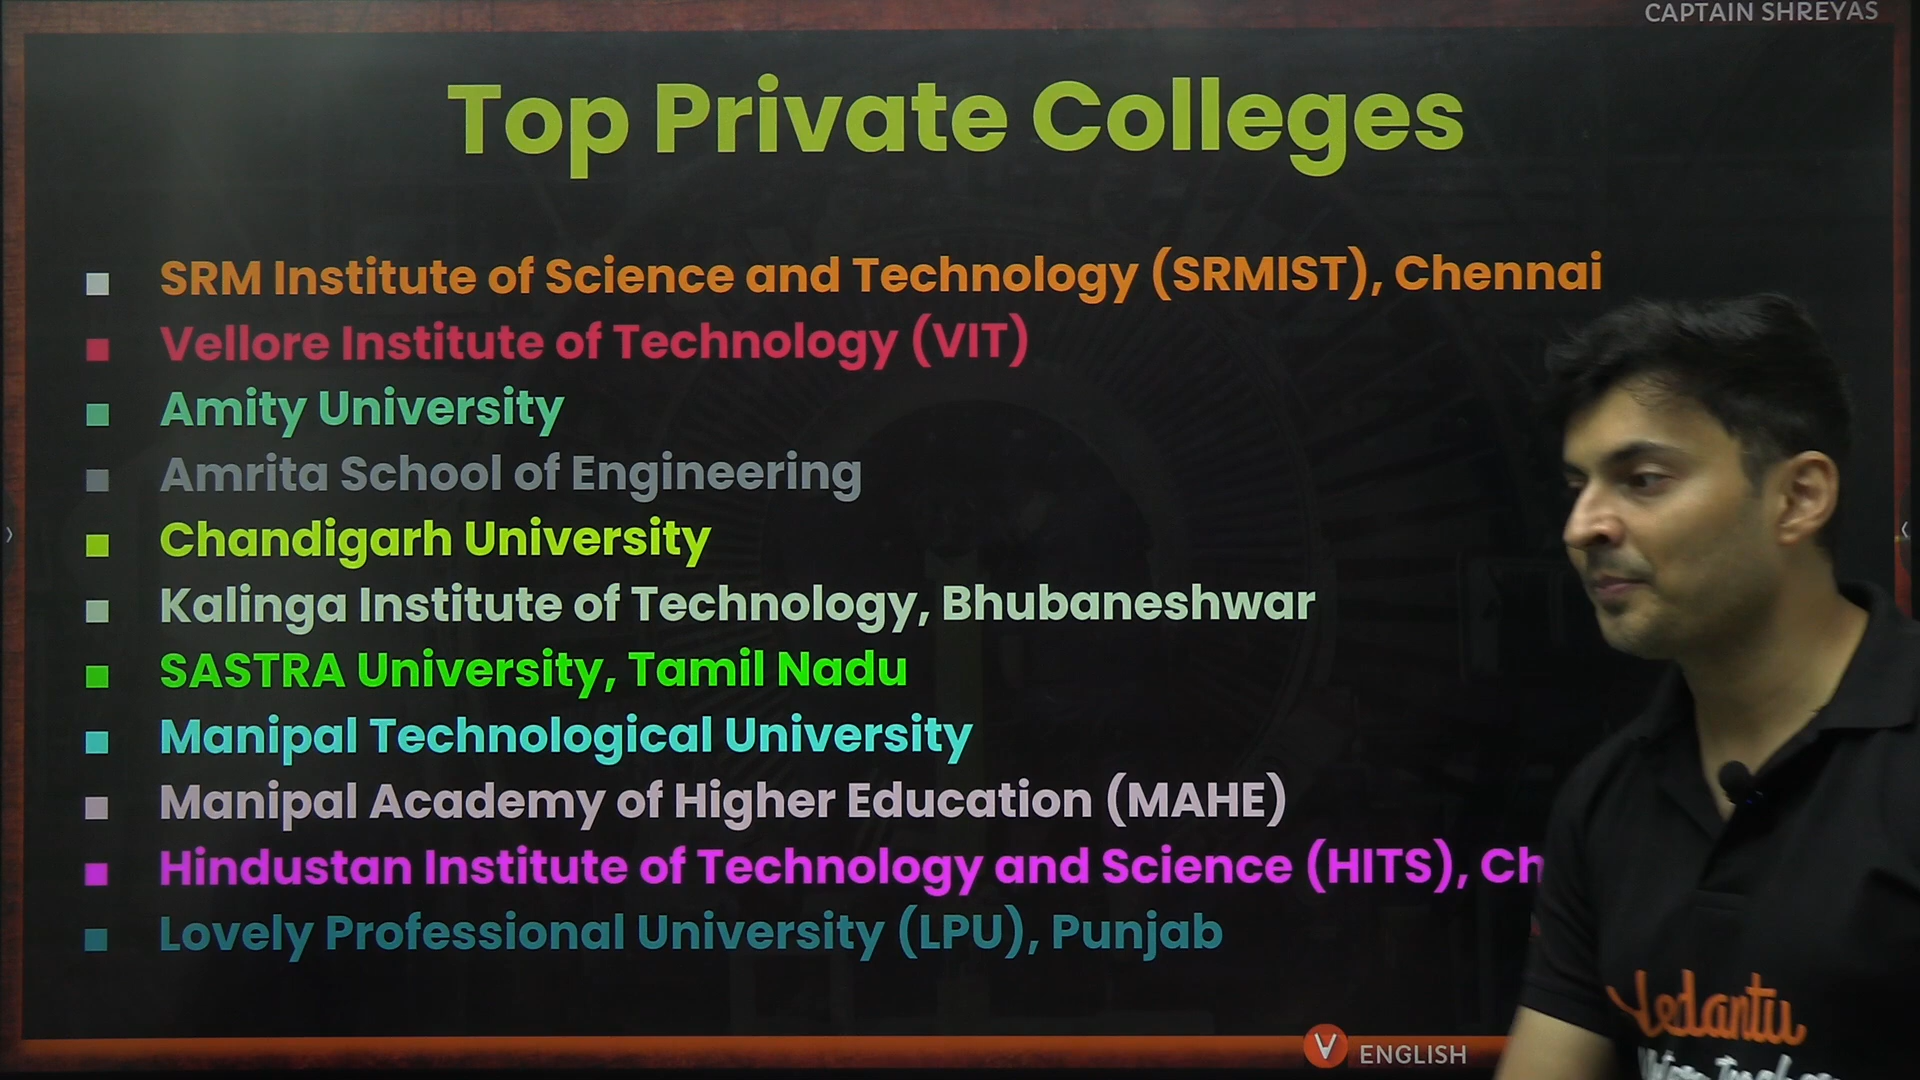 CAPTAIN SHREYAS
Top Private Colleges
SRM Institute of Science and Technology (SRMIST), Chennai
Vellore Institute of Technology (VIT)
Amity University
Amrita School of Engineering
Chandigarh University
Kalinga Institute of Technology, Bhubaneshwar
SASTRA University, Tamil Nadu
Manipal Technological University
Manipal Academy of Higher Education (MAHE)
Hindustan Institute of Technology and Science (HITS), Ch
Lovely Professional University (LPU), Punjab
Vedantu
V ENGLISH